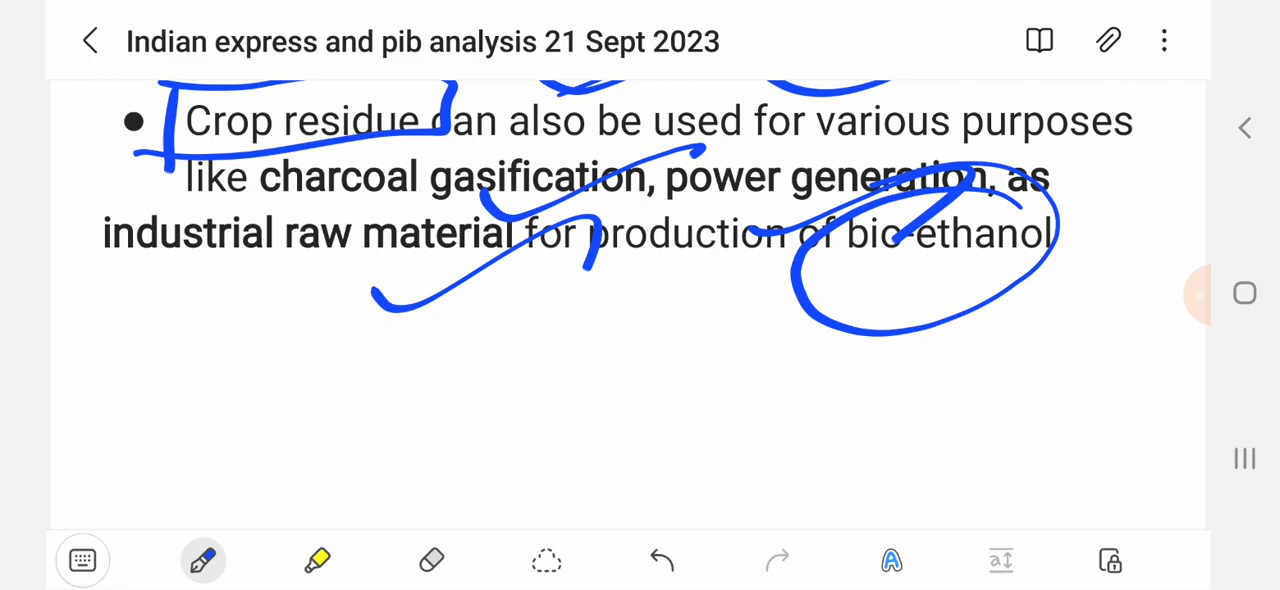 Indian express and pib analysis 21 Sept 2023
● Crop residue can also be used for various purposes
like charcoal gasification, power generation, as
industrial raw material for production of bio-ethanol